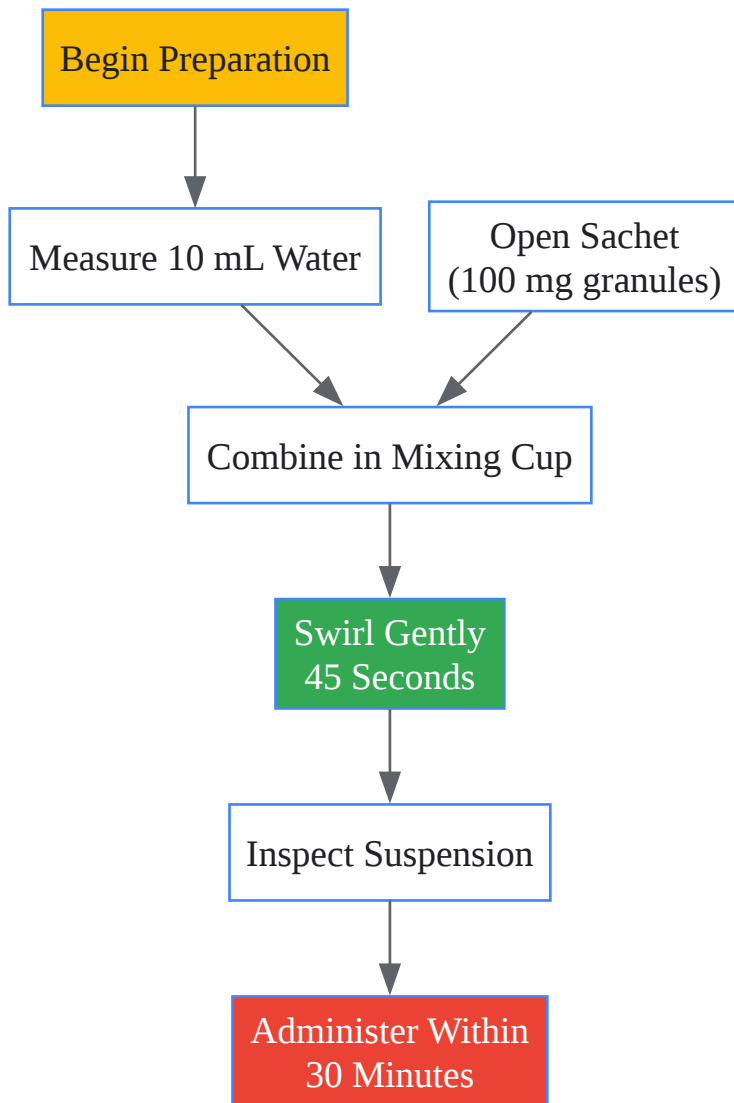 Begin Preparation
Measure 10 mL Water
Open Sachet
(100 mg granules)
Combine in Mixing Cup
Swirl Gently
45 Seconds
Inspect Suspension
Administer Within
30 Minutes